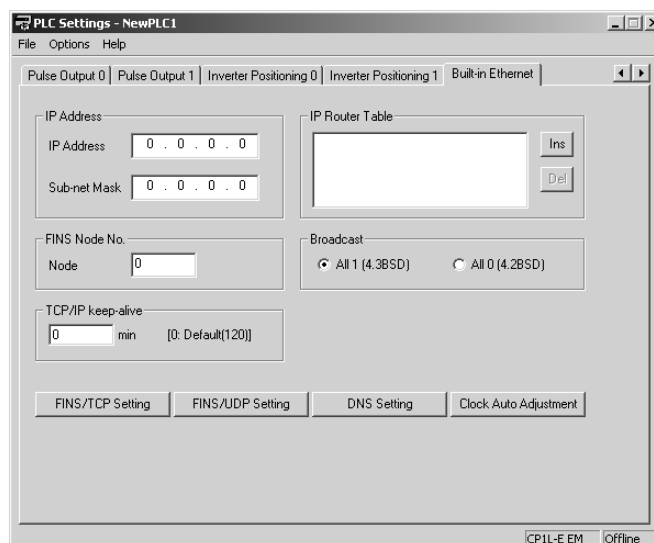 PLC Settings - NewPLC1
File Options Help
Pulse Output 0 Pulse Output 1 Inverter Positioning 0 Inverter Positioning 1 Built-in Ethernet
IP Address
IP Address 0 . 0 . 0 . 0
Sub-net Mask 0 . 0 . 0 . 0
IP Router Table
Ins
Del
FINS Node No.
Node 0
Broadcast
All 1 (4.3BSD) All 0 (4.2BSD)
TCP/IP keep-alive
0 min [0: Default(120)]
FINS/TCP Setting FINS/UDP Setting DNS Setting Clock Auto Adjustment
CP1L-E EM Offline